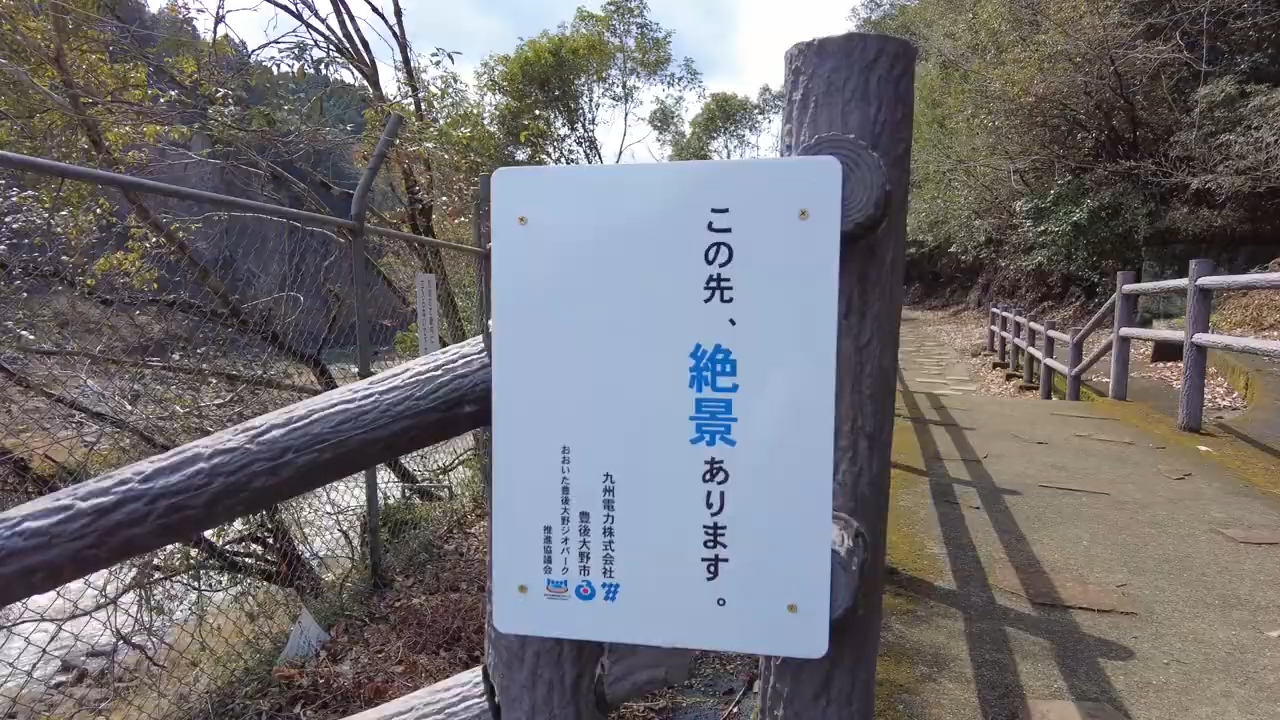 この先、絶景あります。
九州電力株式会社
豊後大野市
おおいた豊後大野ジオパーク
推進協議会